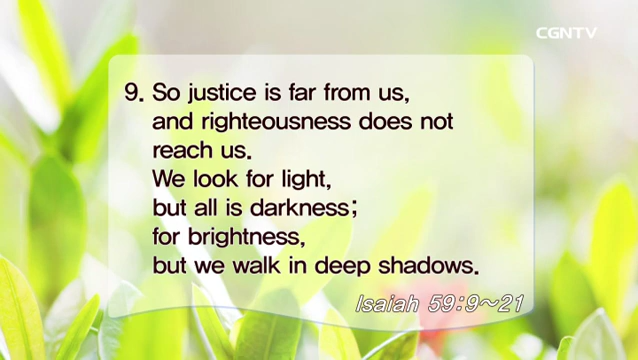 CGNTV
9. So justice is far from us,
and righteousness does not
reach us.
We look for light,
but all is darkness;
for brightness,
but we walk in deep shadows.
Isaiah 59:9~21